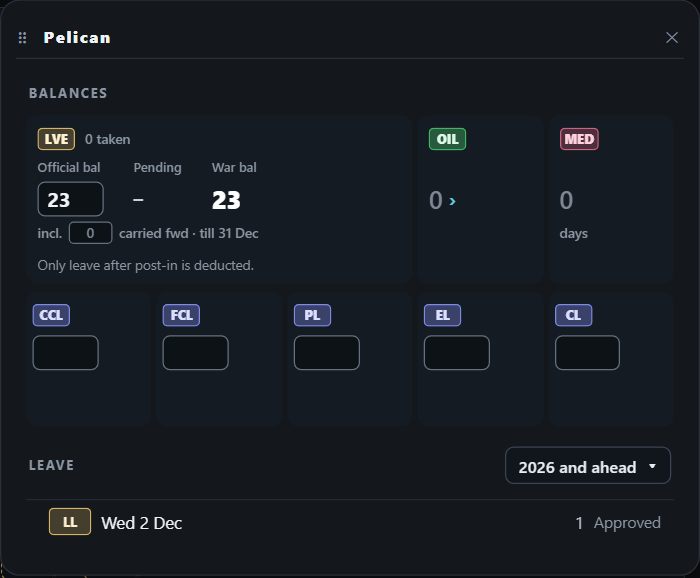 Pelican
BALANCES
LVE 0 taken
Official bal Pending War bal
23 – 23
incl. 0 carried fwd · till 31 Dec
Only leave after post-in is deducted.
OIL
0 ›
MED
0
days
CCL FCL PL EL CL
LEAVE 2026 and ahead
LL Wed 2 Dec 1 Approved